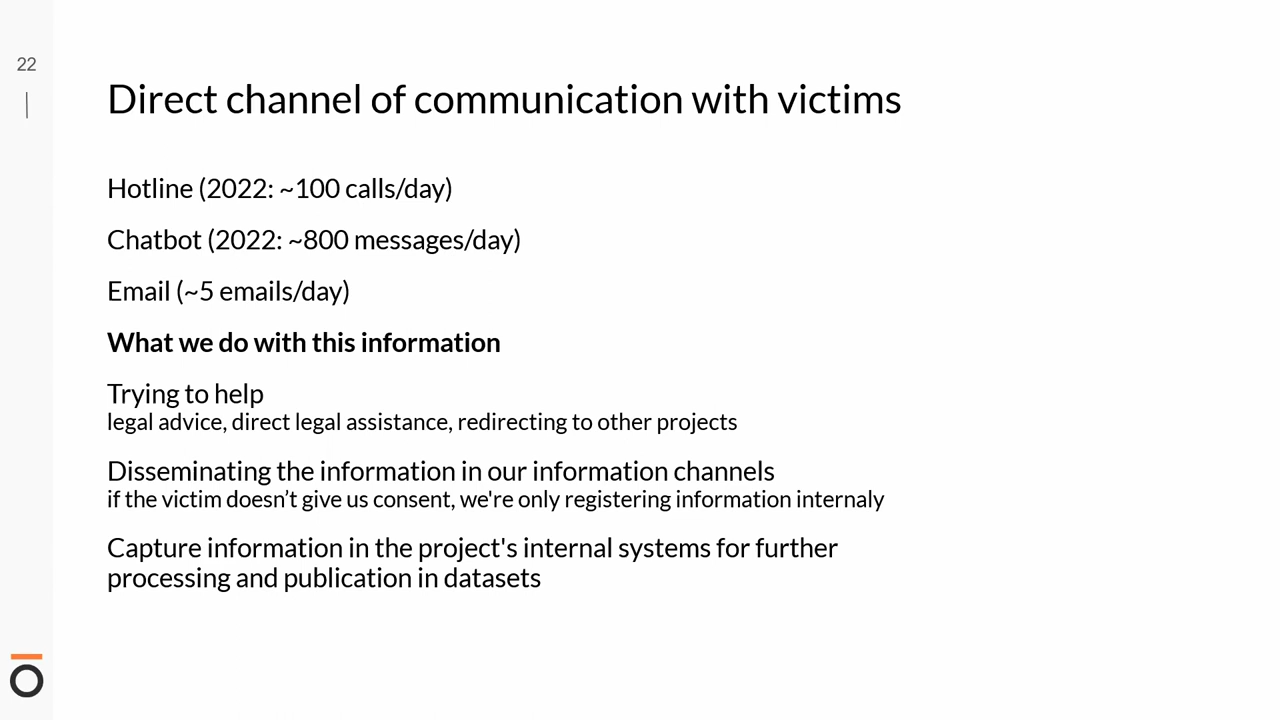 22
Direct channel of communication with victims
Hotline (2022: ~100 calls/day)
Chatbot (2022: ~800 messages/day)
Email (~5 emails/day)
What we do with this information
Trying to help
legal advice, direct legal assistance, redirecting to other projects
Disseminating the information in our information channels
if the victim doesn’t give us consent, we're only registering information internaly
Capture information in the project's internal systems for further
processing and publication in datasets